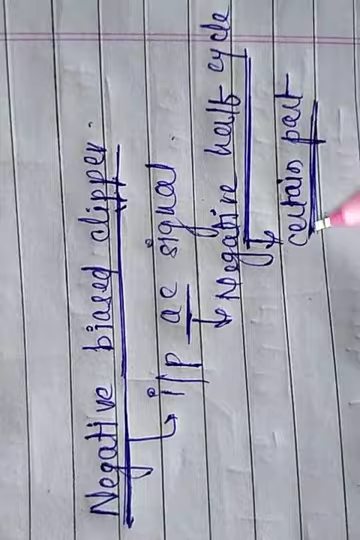 Negative biased clipper.
↳ i/p ac signal.
↳ Negative half cycle
↳ certain part